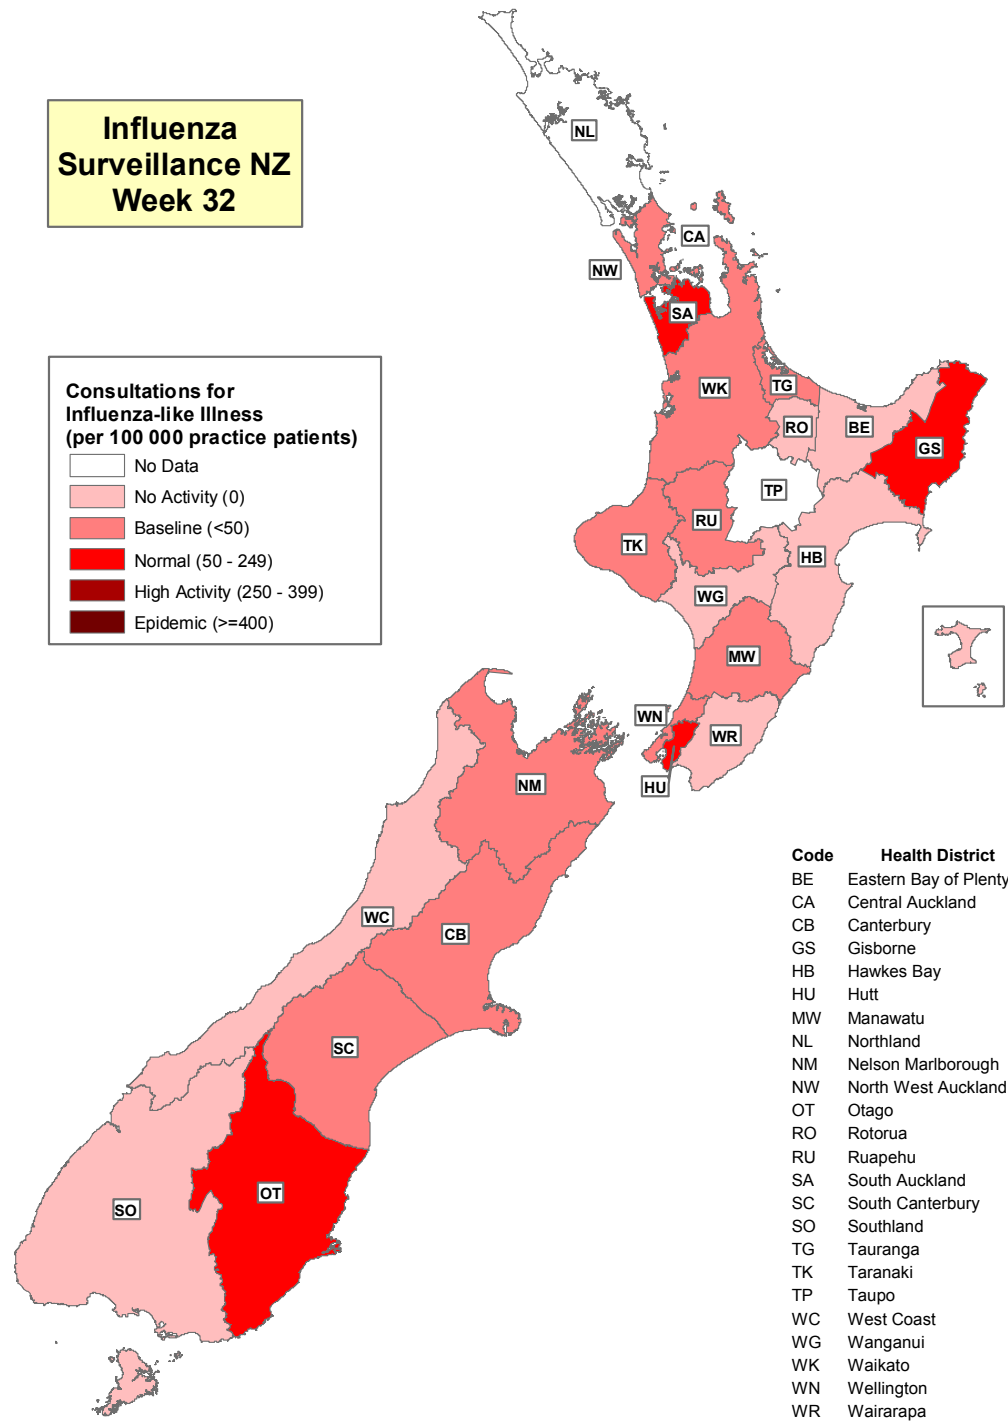 Influenza
Surveillance NZ
Week 32
Consultations for
Influenza-like Illness
(per 100 000 practice patients)
No Data
No Activity (0)
Baseline (<50)
Normal (50 - 249)
High Activity (250 - 399)
Epidemic (>=400)
NL
CA
NW
SA
WK
TG
RO
BE
GS
TP
RU
TK
HB
WG
MW
WN
WR
HU
NM
WC
CB
SC
OT
SO
Code Health District
BE Eastern Bay of Plenty
CA Central Auckland
CB Canterbury
GS Gisborne
HB Hawkes Bay
HU Hutt
MW Manawatu
NL Northland
NM Nelson Marlborough
NW North West Auckland
OT Otago
RO Rotorua
RU Ruapehu
SA South Auckland
SC South Canterbury
SO Southland
TG Tauranga
TK Taranaki
TP Taupo
WC West Coast
WG Wanganui
WK Waikato
WN Wellington
WR Wairarapa